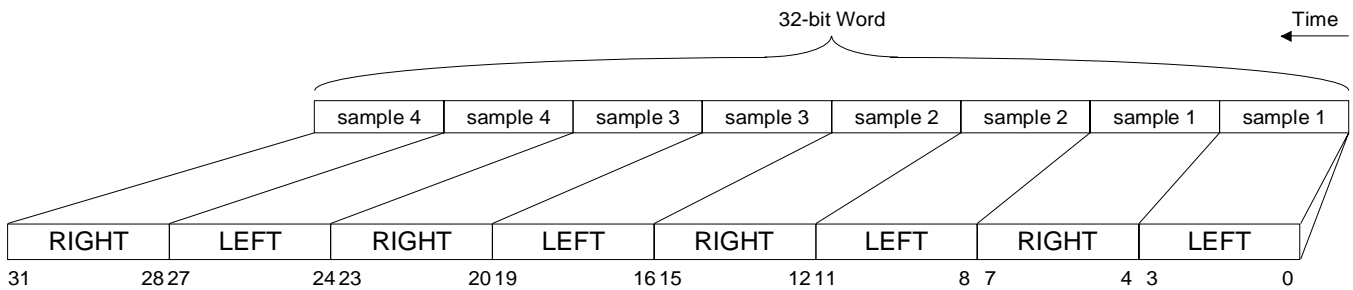 32-bit Word Time
sample 4 sample 4 sample 3 sample 3 sample 2 sample 2 sample 1 sample 1
RIGHT LEFT RIGHT LEFT RIGHT LEFT RIGHT LEFT
31 28 27 24 23 20 19 16 15 12 11 8 7 4 3 0